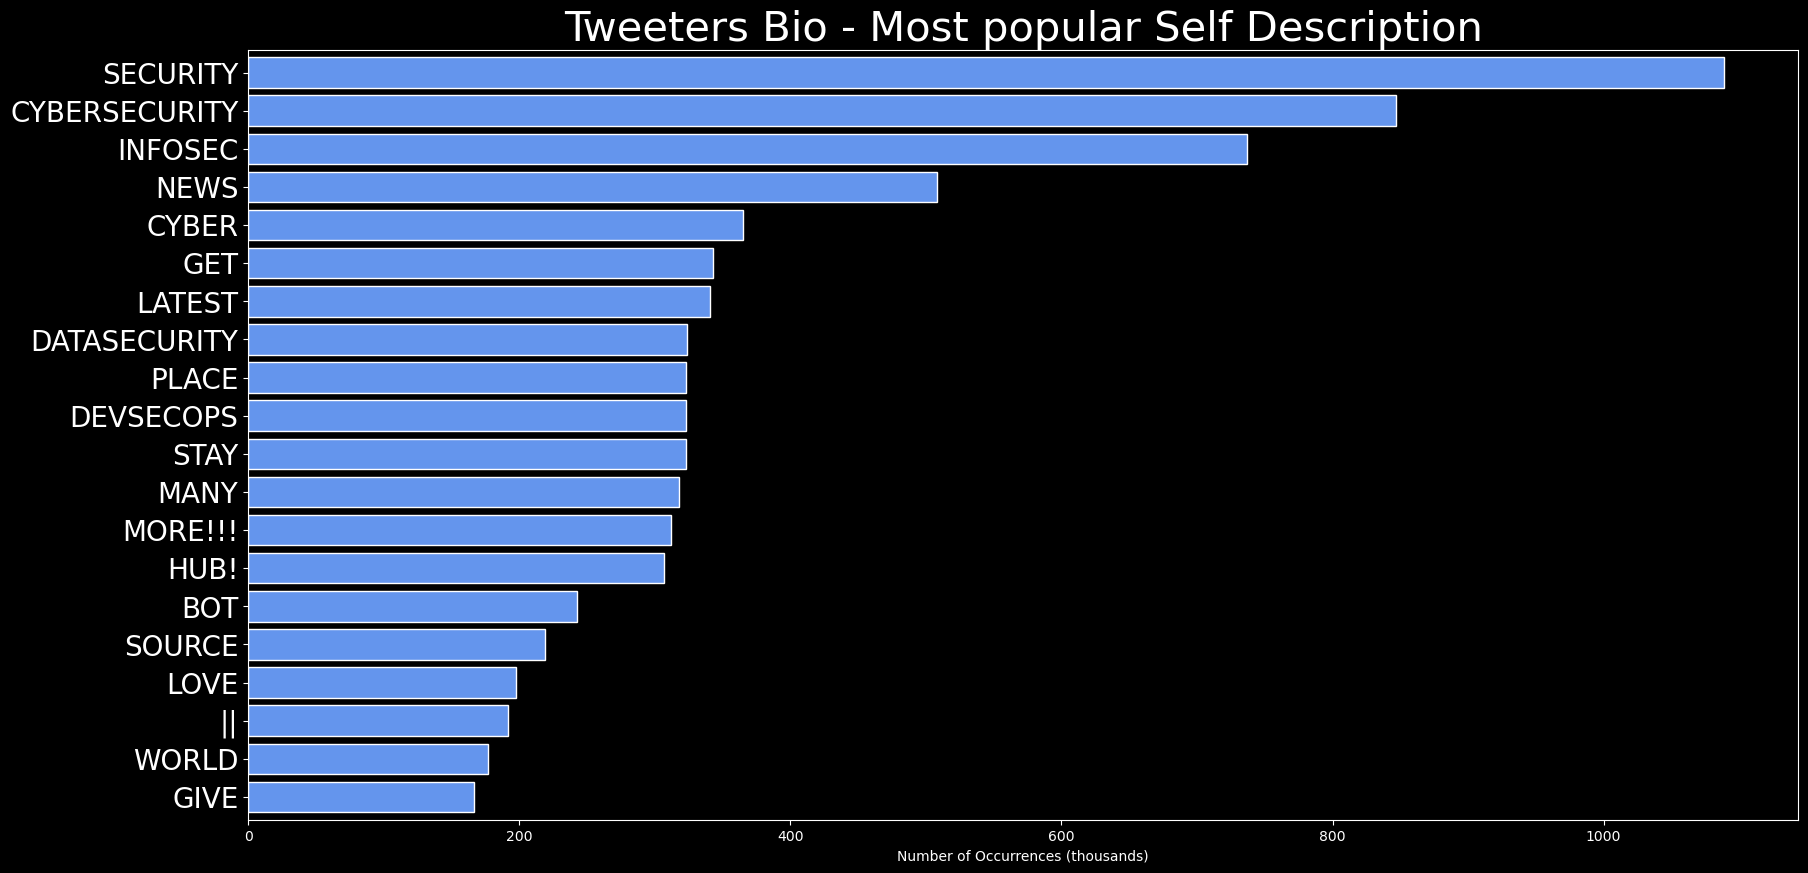 Tweeters Bio - Most popular Self Description
SECURITY
CYBERSECURITY
INFOSEC
NEWS
CYBER
GET
LATEST
DATASECURITY
PLACE
DEVSECOPS
STAY
MANY
MORE!!!
HUB!
BOT
SOURCE
LOVE
||
WORLD
GIVE
0 200 400 600 800 1000
Number of Occurrences (thousands)